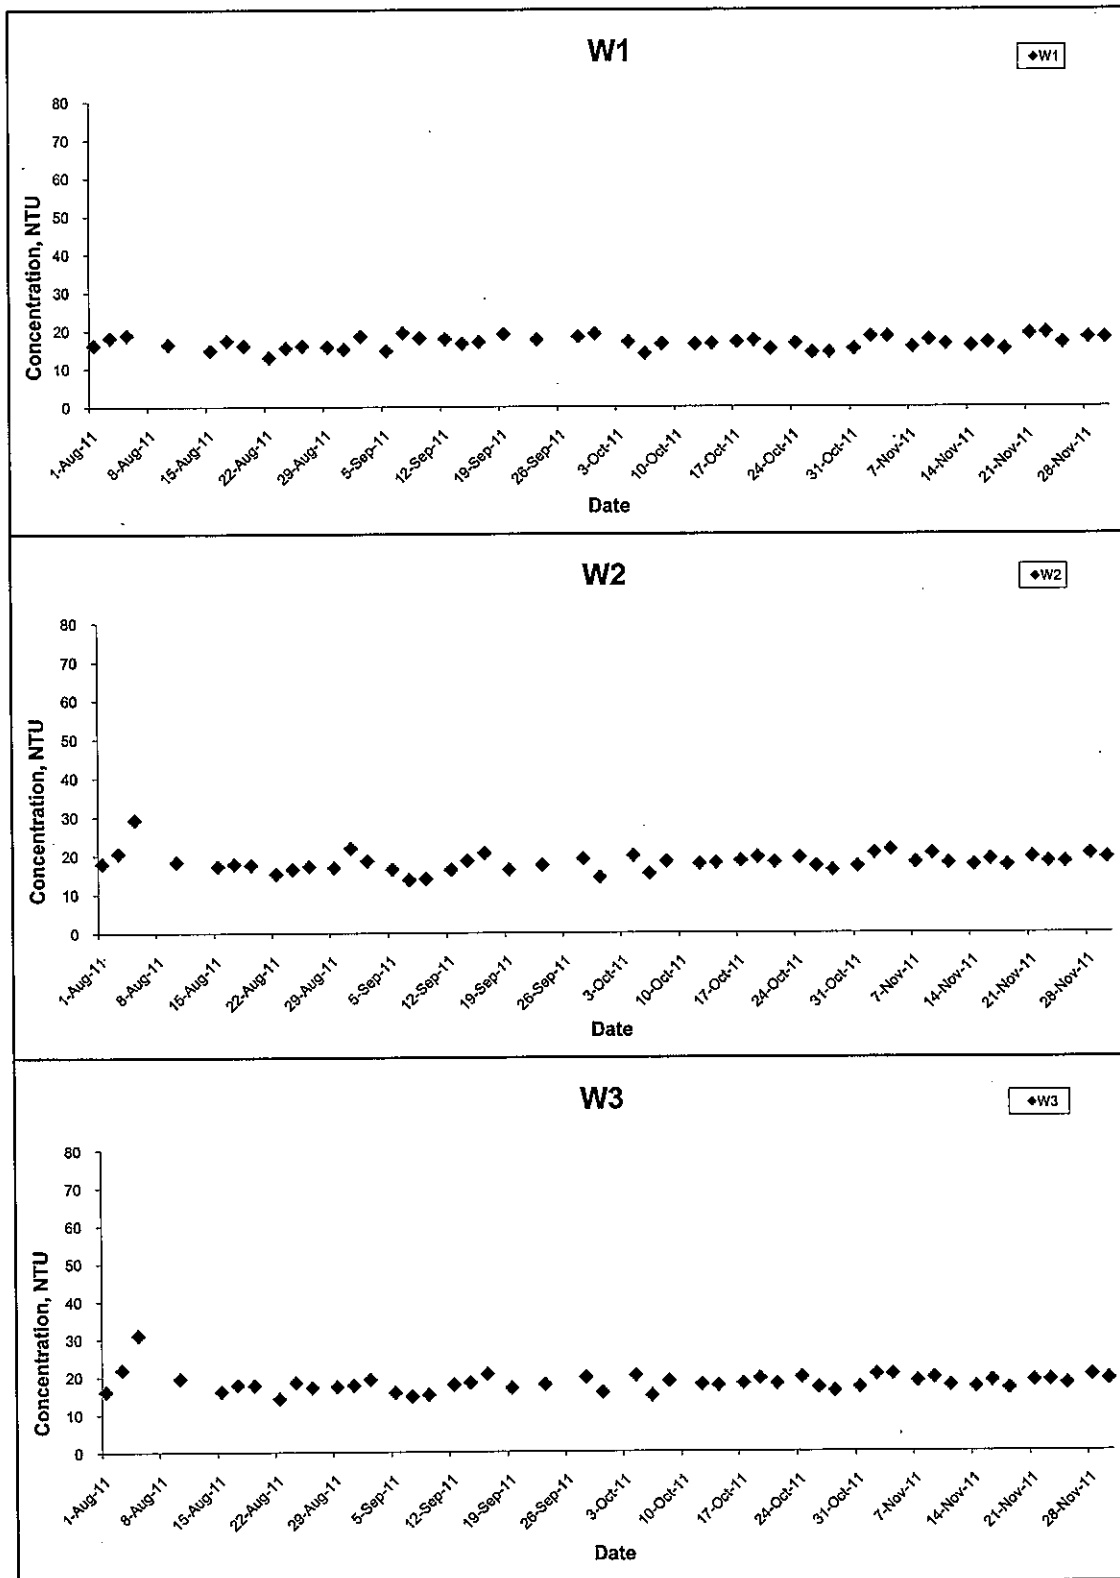 W1
◆W1
80
70
60
50
40
30
20
10
0
Concentration, NTU
1-Aug-11
8-Aug-11
15-Aug-11
22-Aug-11
29-Aug-11
5-Sep-11
12-Sep-11
19-Sep-11
26-Sep-11
3-Oct-11
10-Oct-11
17-Oct-11
24-Oct-11
31-Oct-11
7-Nov-11
14-Nov-11
21-Nov-11
28-Nov-11
Date
W2
◆W2
80
70
60
50
40
30
20
10
0
Concentration, NTU
1-Aug-11
8-Aug-11
15-Aug-11
22-Aug-11
29-Aug-11
5-Sep-11
12-Sep-11
19-Sep-11
26-Sep-11
3-Oct-11
10-Oct-11
17-Oct-11
24-Oct-11
31-Oct-11
7-Nov-11
14-Nov-11
21-Nov-11
28-Nov-11
Date
W3
◆W3
80
70
60
50
40
30
20
10
0
Concentration, NTU
1-Aug-11
8-Aug-11
15-Aug-11
22-Aug-11
29-Aug-11
5-Sep-11
12-Sep-11
19-Sep-11
26-Sep-11
3-Oct-11
10-Oct-11
17-Oct-11
24-Oct-11
31-Oct-11
7-Nov-11
14-Nov-11
21-Nov-11
28-Nov-11
Date